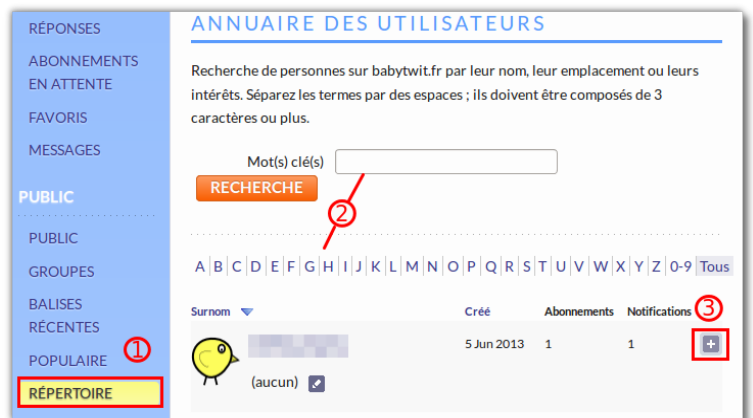 RÉPONSES
ABONNEMENTS
EN ATTENTE
FAVORIS
MESSAGES
PUBLIC
PUBLIC
GROUPES
BALISES
RÉCENTES
POPULAIRE
1
RÉPERTOIRE
ANNUAIRE DES UTILISATEURS
Recherche de personnes sur babytwit.fr par leur nom, leur emplacement ou leurs
intérêts. Séparez les termes par des espaces ; ils doivent être composés de 3
caractères ou plus.
Mot(s) clé(s)
RECHERCHE
2
A B C D E F G H I J K L M N O P Q R S T U V W X Y Z 0-9 Tous
Surnom Créé Abonnements Notifications 3
5 Jun 2013 1 1 +
(aucun)